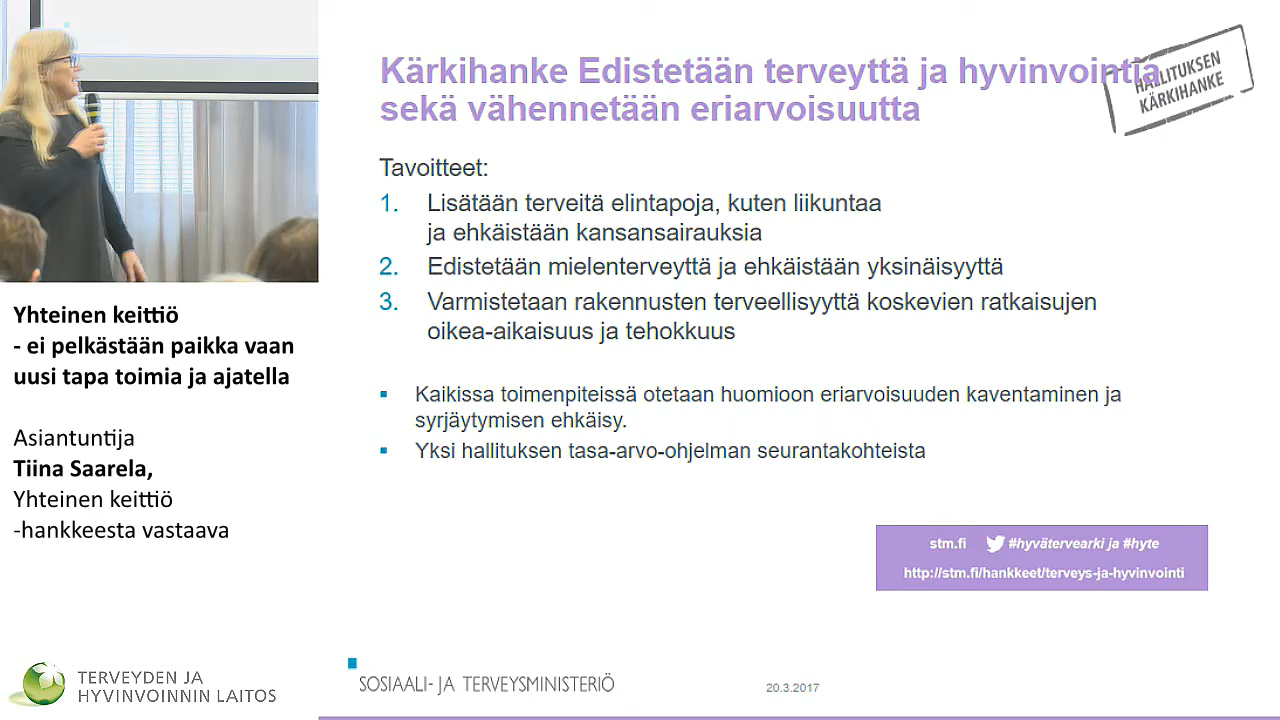 Kärkihanke Edistetään terveyttä ja hyvinvointia
sekä vähennetään eriarvoisuutta
HALLITUKSEN
KÄRKIHANKE
Tavoitteet:
1. Lisätään terveitä elintapoja, kuten liikuntaa
ja ehkäistään kansansairauksia
2. Edistetään mielenterveyttä ja ehkäistään yksinäisyyttä
3. Varmistetaan rakennusten terveellisyyttä koskevien ratkaisujen
oikea-aikaisuus ja tehokkuus
▪ Kaikissa toimenpiteissä otetaan huomioon eriarvoisuuden kaventaminen ja
syrjäytymisen ehkäisy.
▪ Yksi hallituksen tasa-arvo-ohjelman seurantakohteista
stm.fi #hyvätervearki ja #hyte
http://stm.fi/hankkeet/terveys-ja-hyvinvointi
Yhteinen keittiö
- ei pelkästään paikka vaan
uusi tapa toimia ja ajatella
Asiantuntija
Tiina Saarela,
Yhteinen keittiö
-hankkeesta vastaava
TERVEYDEN JA
HYVINVOINNIN LAITOS
SOSIAALI- JA TERVEYSMINISTERIÖ
20.3.2017